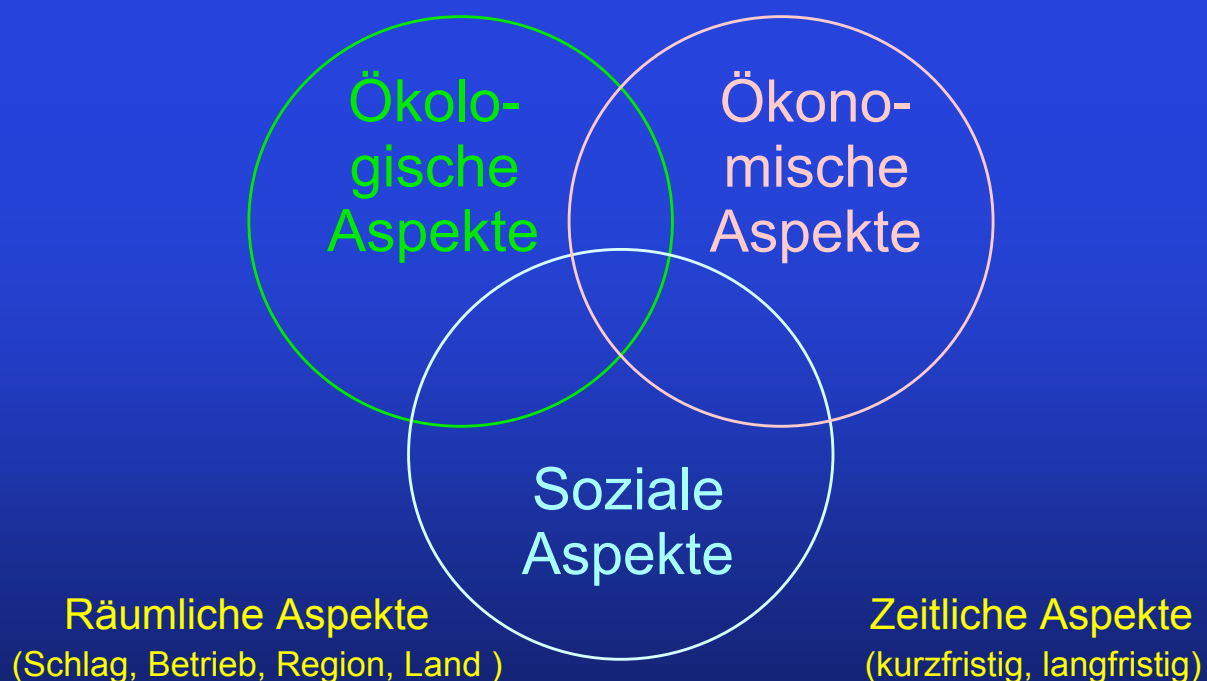 Ökolo-
gische
Aspekte
Ökono-
mische
Aspekte
Soziale
Aspekte
Räumliche Aspekte
(Schlag, Betrieb, Region, Land )
Zeitliche Aspekte
(kurzfristig, langfristig)